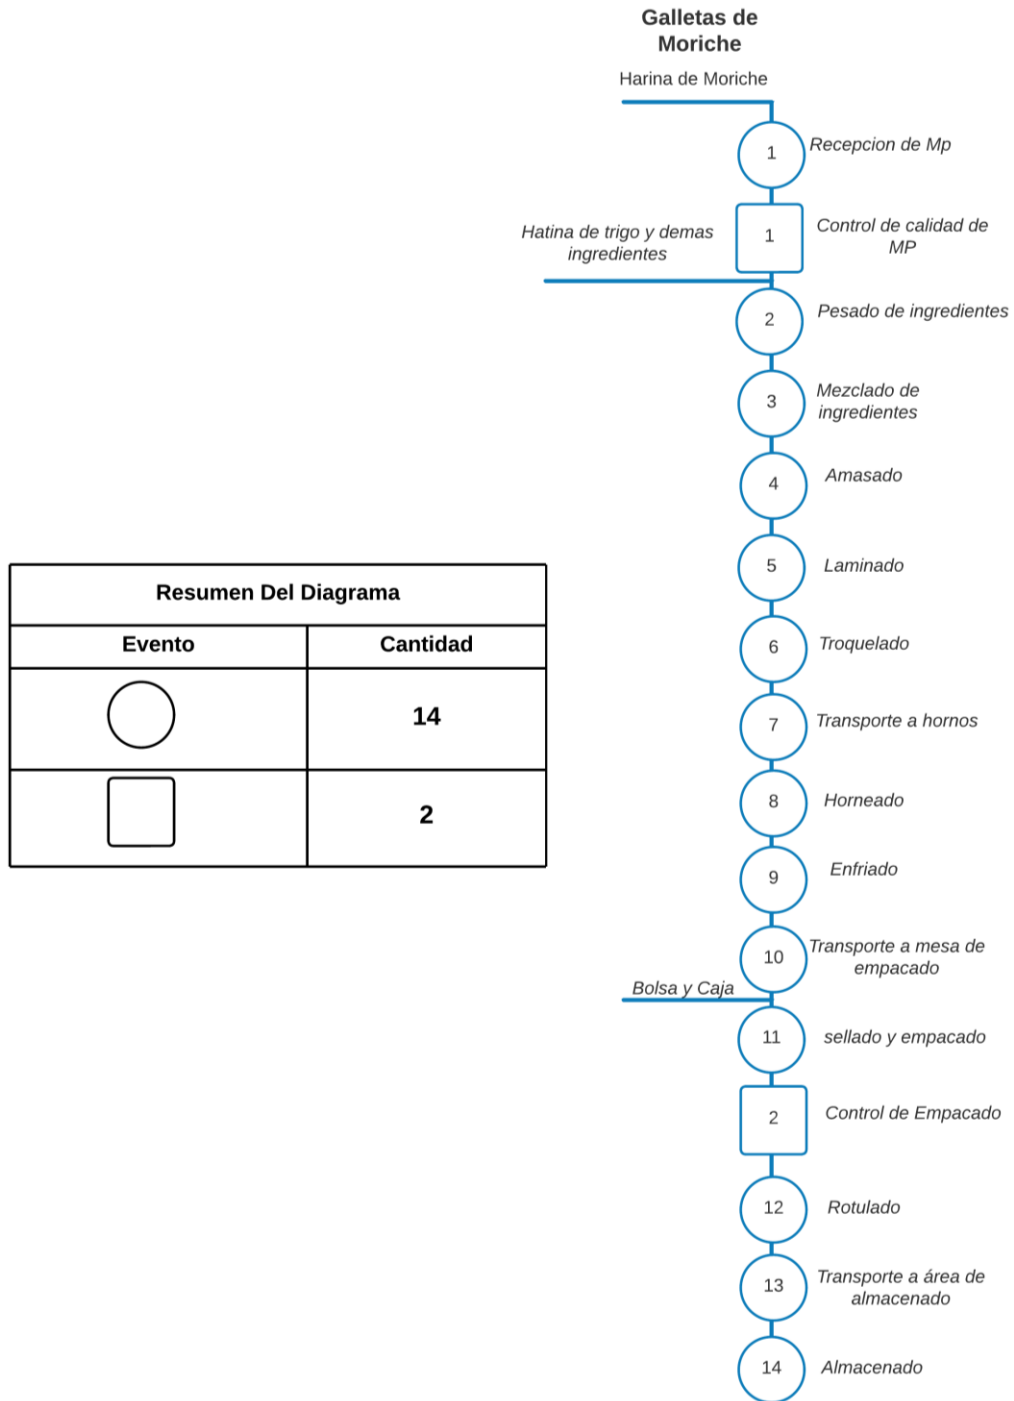 Galletas de
Moriche
Harina de Moriche
1
Recepcion de Mp
Hatina de trigo y demas
ingredientes
1
Control de calidad de
MP
2
Pesado de ingredientes
3
Mezclado de
ingredientes
4
Amasado
5
Laminado
6
Troquelado
7
Transporte a hornos
8
Horneado
9
Enfriado
10
Transporte a mesa de
empacado
Bolsa y Caja
11
sellado y empacado
2
Control de Empacado
12
Rotulado
13
Transporte a área de
almacenado
14
Almacenado
Resumen Del Diagrama
Evento Cantidad
14
2